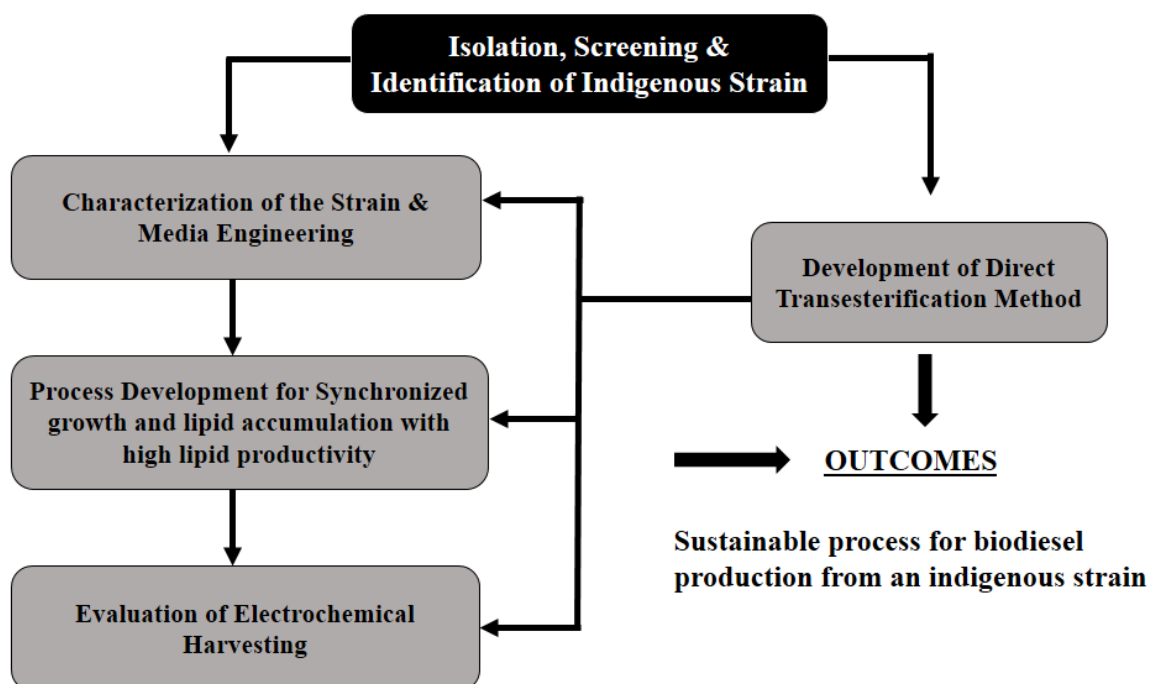 Isolation, Screening &
Identification of Indigenous Strain
Characterization of the Strain &
Media Engineering
Development of Direct
Transesterification Method
Process Development for Synchronized
growth and lipid accumulation with
high lipid productivity
OUTCOMES
Sustainable process for biodiesel
production from an indigenous strain
Evaluation of Electrochemical
Harvesting